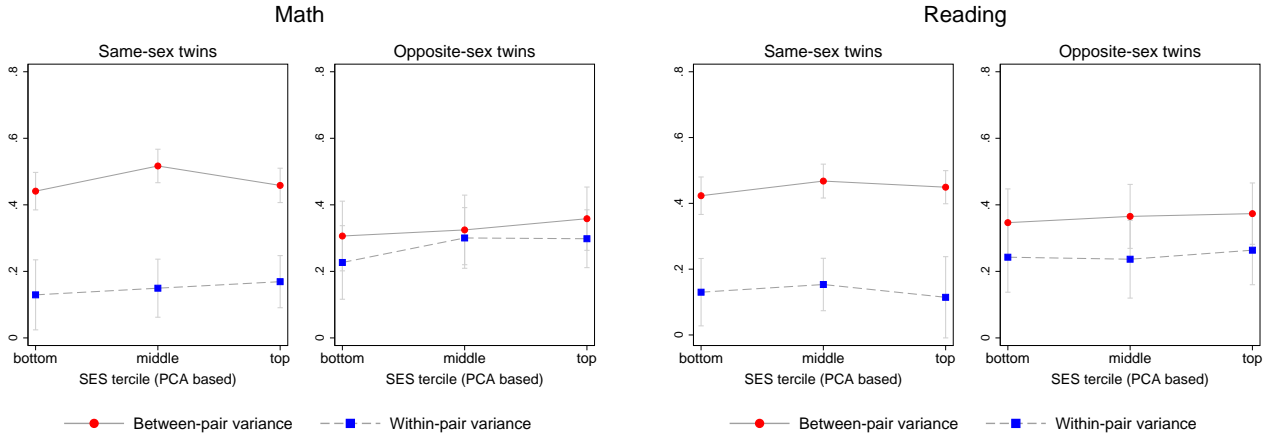 Math
Same-sex twins
Opposite-sex twins
.8
.6
.4
.2
0
bottom
middle
top
SES tercile (PCA based)
.8
.6
.4
.2
0
bottom
middle
top
SES tercile (PCA based)
Between-pair variance
Within-pair variance
Reading
Same-sex twins
Opposite-sex twins
.8
.6
.4
.2
0
bottom
middle
top
SES tercile (PCA based)
.8
.6
.4
.2
0
bottom
middle
top
SES tercile (PCA based)
Between-pair variance
Within-pair variance